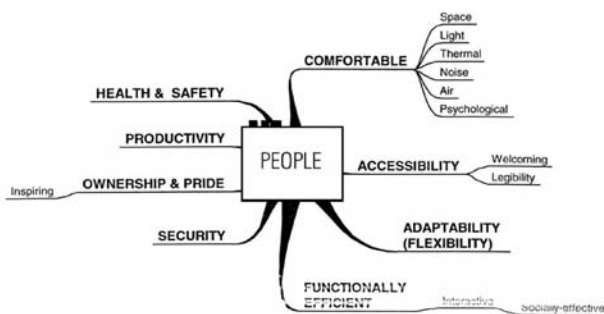 Space
Light
COMFORTABLE
Thermal
Noise
Air
Psychological
HEALTH & SAFETY
PRODUCTIVITY
PEOPLE
ACCESSIBILITY
Welcoming
Legibility
Inspiring
OWNERSHIP & PRIDE
SECURITY
ADAPTABILITY
(FLEXIBILITY)
FUNCTIONALLY
EFFICIENT
Interactive
Socially-effective